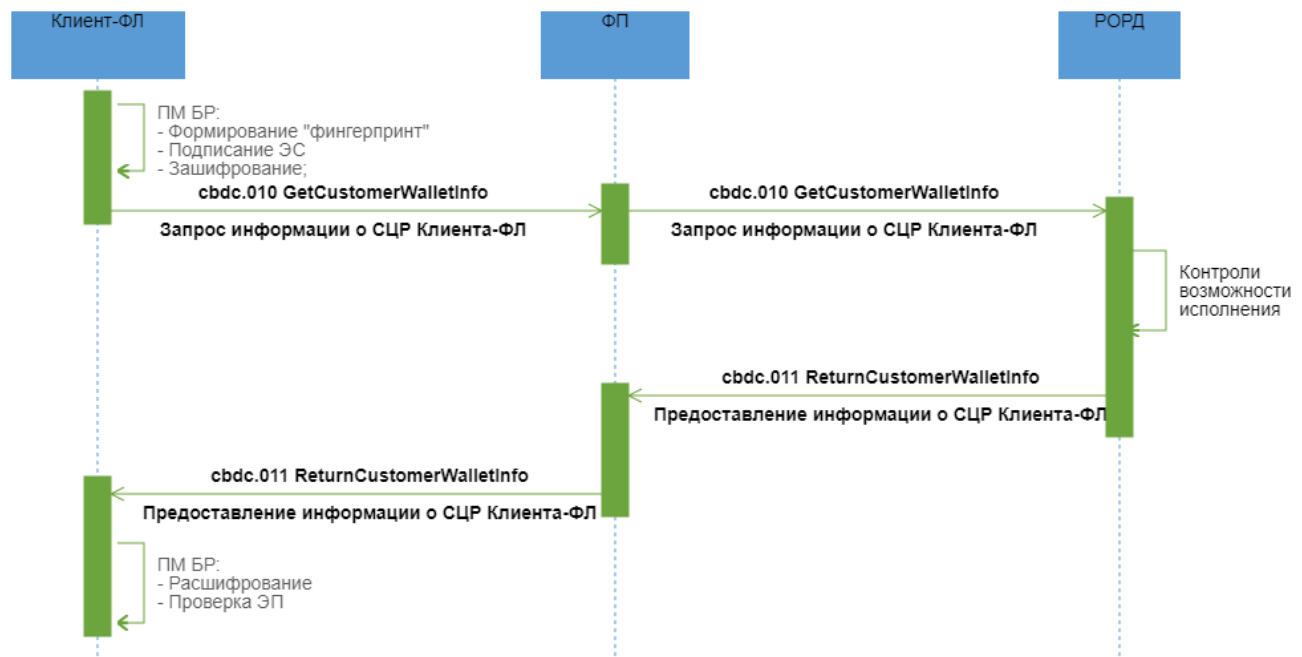 Клиент-ФЛ
ФП
РОРД
ПМ БР:
- Формирование "фингерпринт"
- Подписание ЭС
- Зашифрование;
cbdc.010 GetCustomerWalletInfo
cbdc.010 GetCustomerWalletInfo
Запрос информации о СЦР Клиента-ФЛ
Запрос информации о СЦР Клиента-ФЛ
Контроли
возможности
исполнения
cbdc.011 ReturnCustomerWalletInfo
Предоставление информации о СЦР Клиента-ФЛ
cbdc.011 ReturnCustomerWalletInfo
Предоставление информации о СЦР Клиента-ФЛ
ПМ БР:
- Расшифрование
- Проверка ЭП